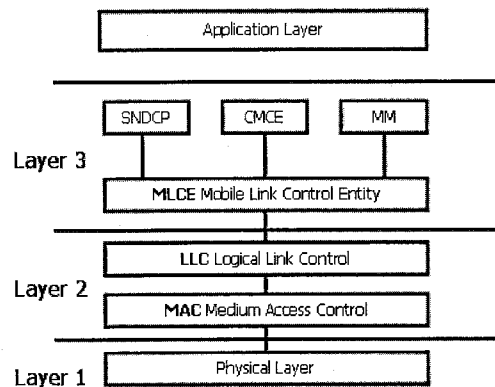 Application Layer
SNDCP CMCE MM
Layer 3
MLCE Mobile Link Control Entity
LLC Logical Link Control
Layer 2
MAC Medium Access Control
Physical Layer
Layer 1